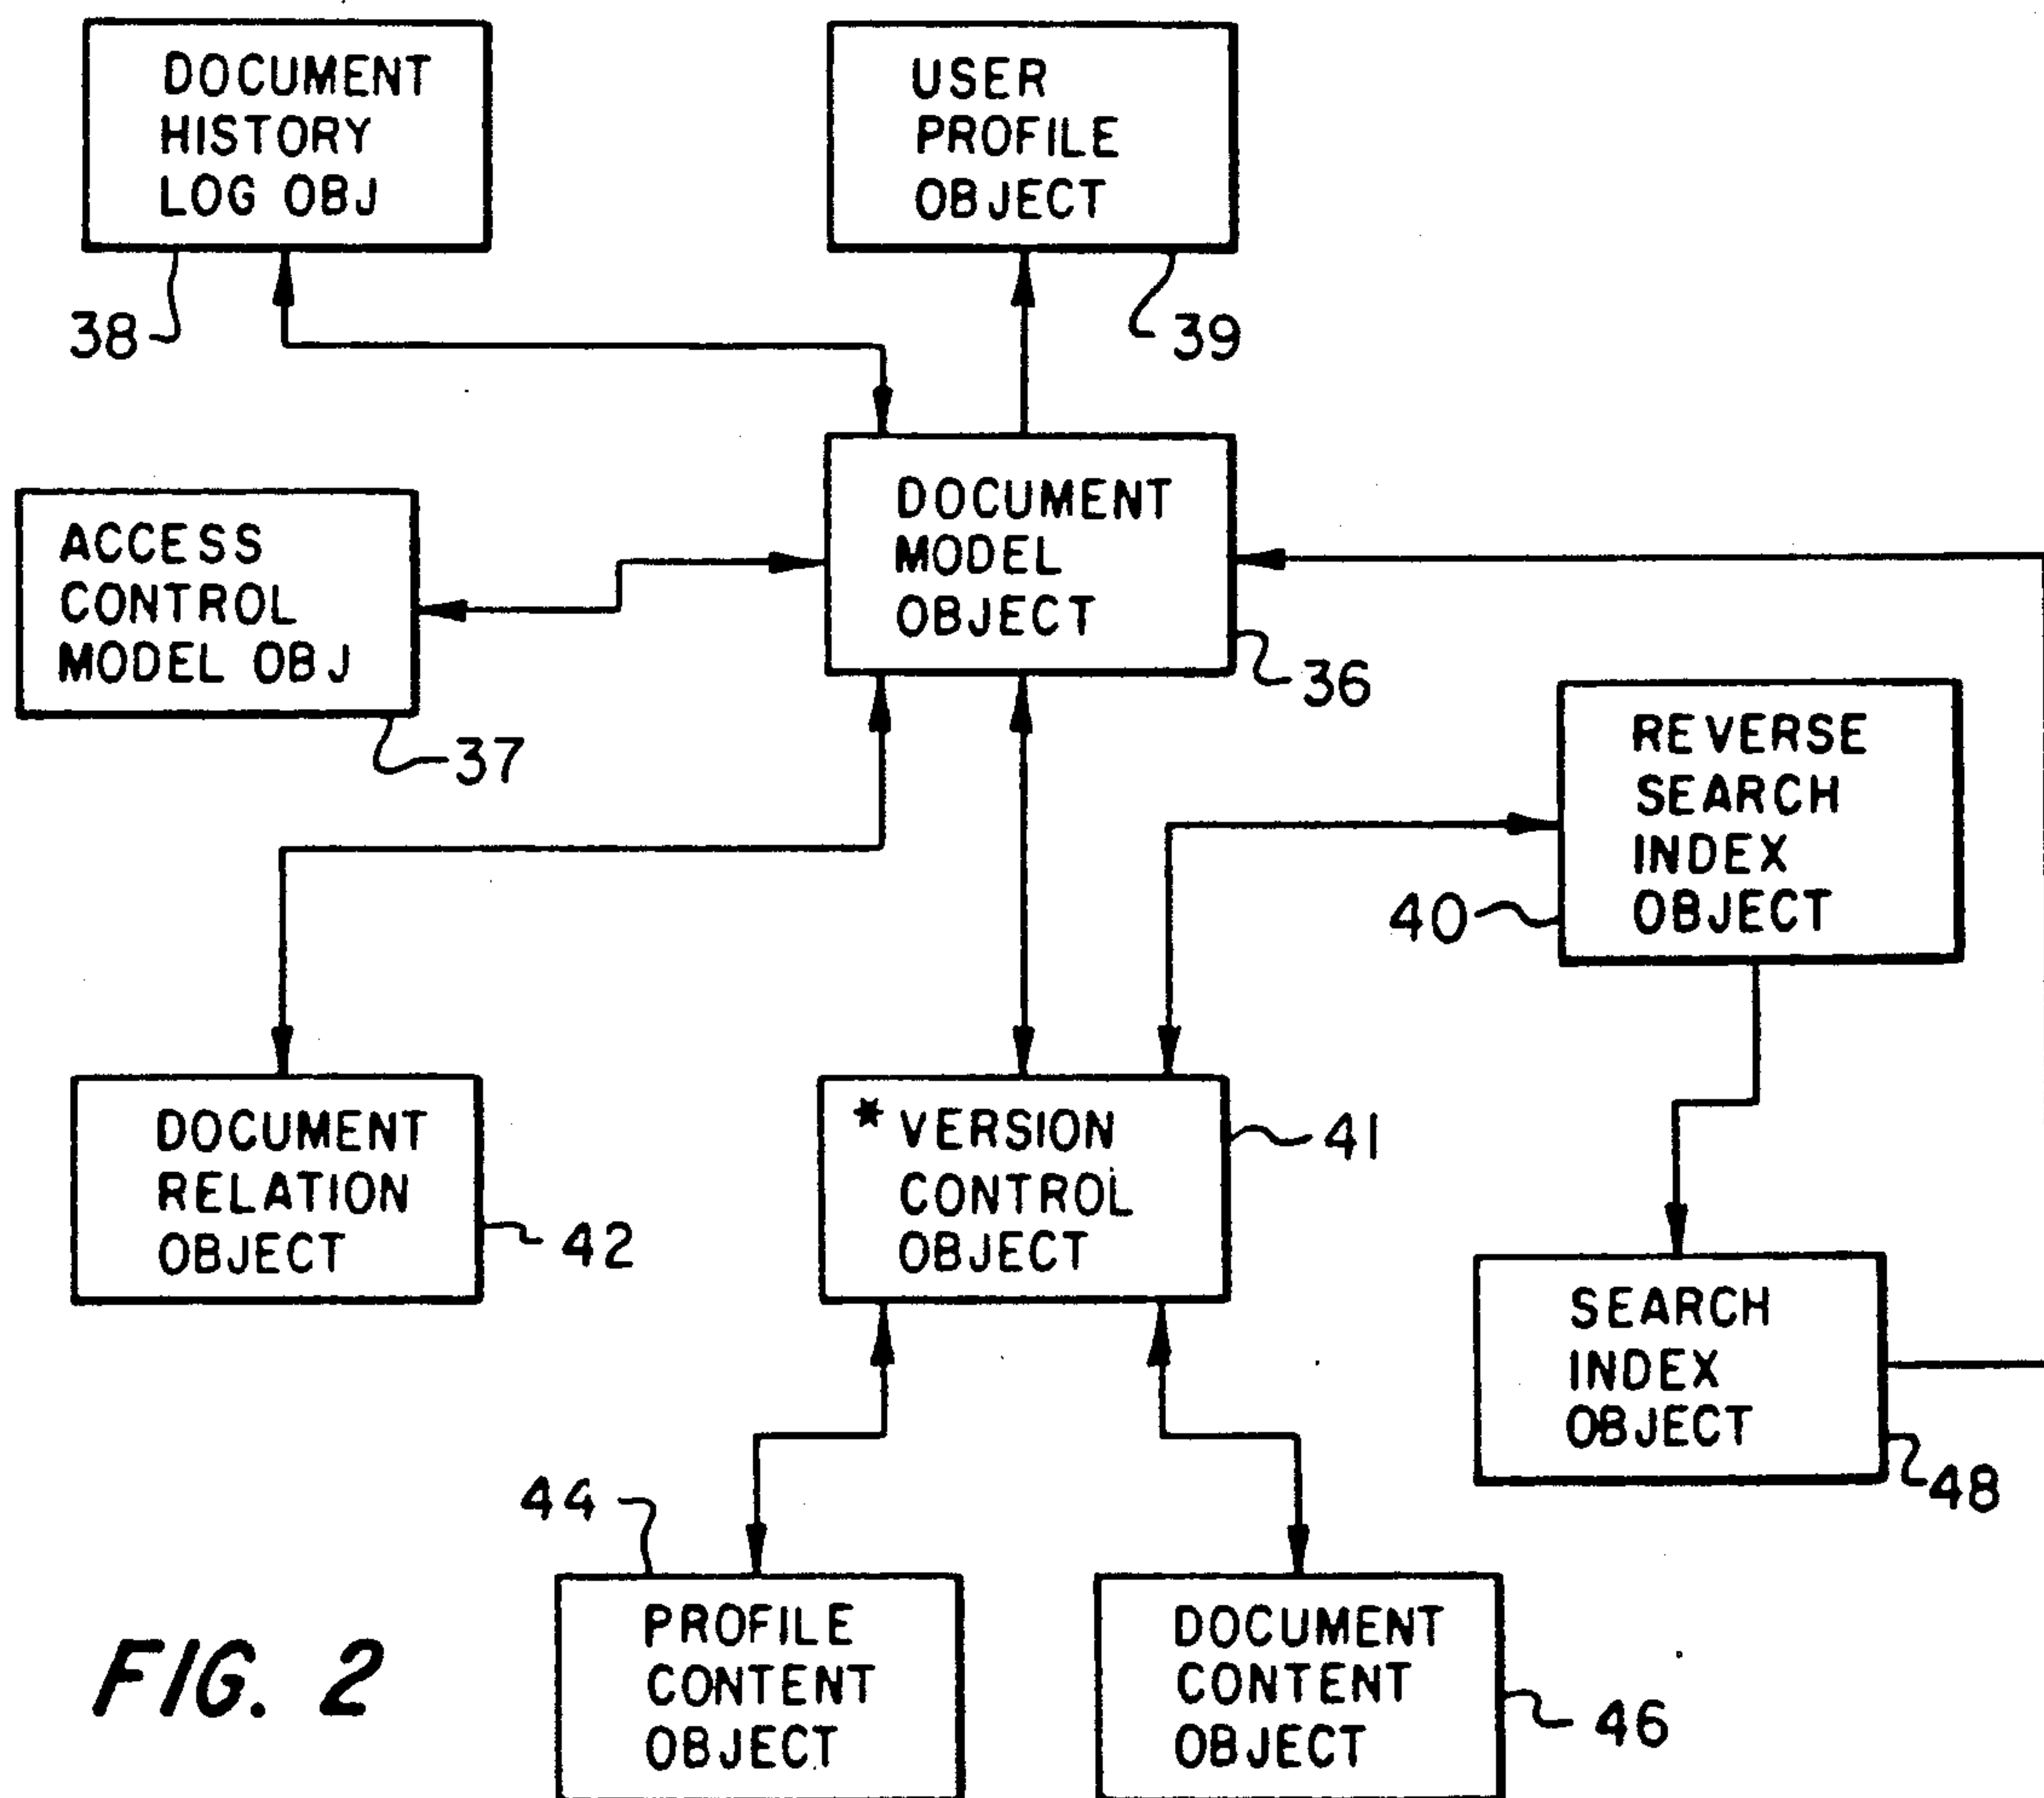 DOCUMENT
HISTORY
LOG OBJ
USER
PROFILE
OBJECT
38
39
DOCUMENT
MODEL
OBJECT
ACCESS
CONTROL
MODEL OBJ
36
37
REVERSE
SEARCH
INDEX
OBJECT
40
DOCUMENT
RELATION
OBJECT
42
* VERSION
CONTROL
OBJECT
41
SEARCH
INDEX
OBJECT
48
44
PROFILE
CONTENT
OBJECT
DOCUMENT
CONTENT
OBJECT
46
FIG. 2